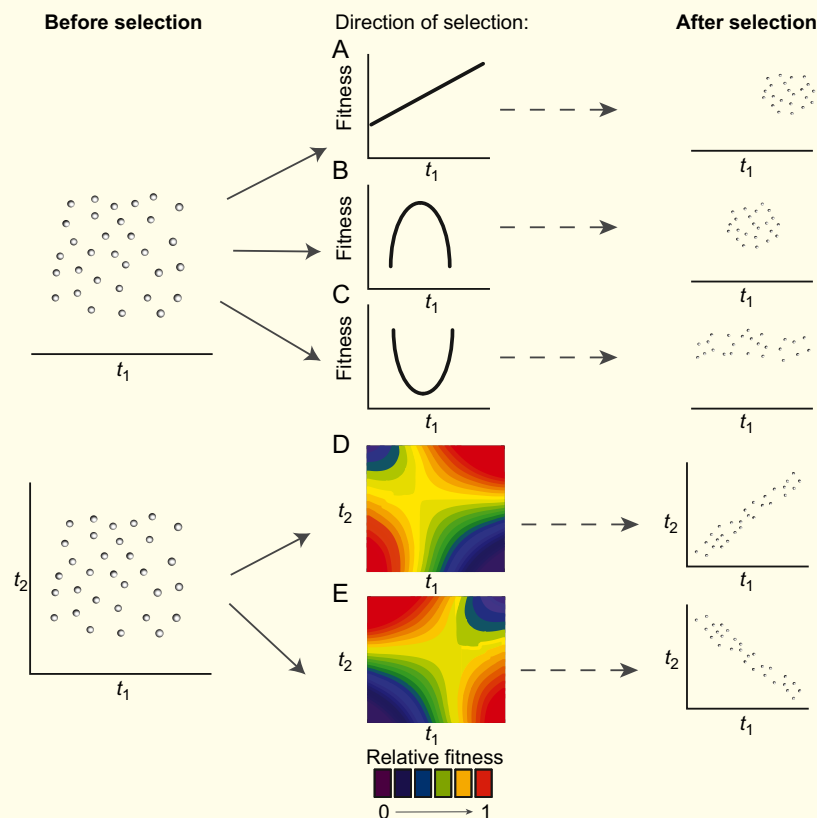 Before selection
Direction of selection:
After selection
A
Fitness
t1
t1
B
Fitness
t1
t1
t1
C
Fitness
t1
t1
D
t2
t1
t2
t1
t2
t1
E
t2
t1
t2
t1
Relative fitness
0 1